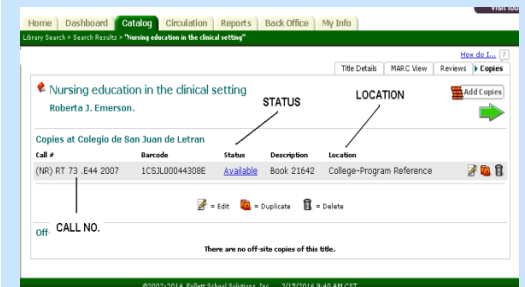 Home Dashboard Catalog Circulation Reports Back Office My Info
Library Search > Search Results > "Nursing education in the clinical setting"
How do I... ?
Title Details MARC View Reviews Copies
Nursing education in the clinical setting
Roberta J. Emerson.
STATUS
LOCATION
Add Copies
Copies at Colegio de San Juan de Letran
Call # Barcode Status Description Location
(NR) RT 73 .E44 2007 1CSJL00044308E Available Book 21642 College-Program Reference
= Edit = Duplicate = Delete
Off-
CALL NO.
There are no off-site copies of this title.
©2002-2014 Follett School Solutions, Inc. 2/15/2016 9:40 AM CST